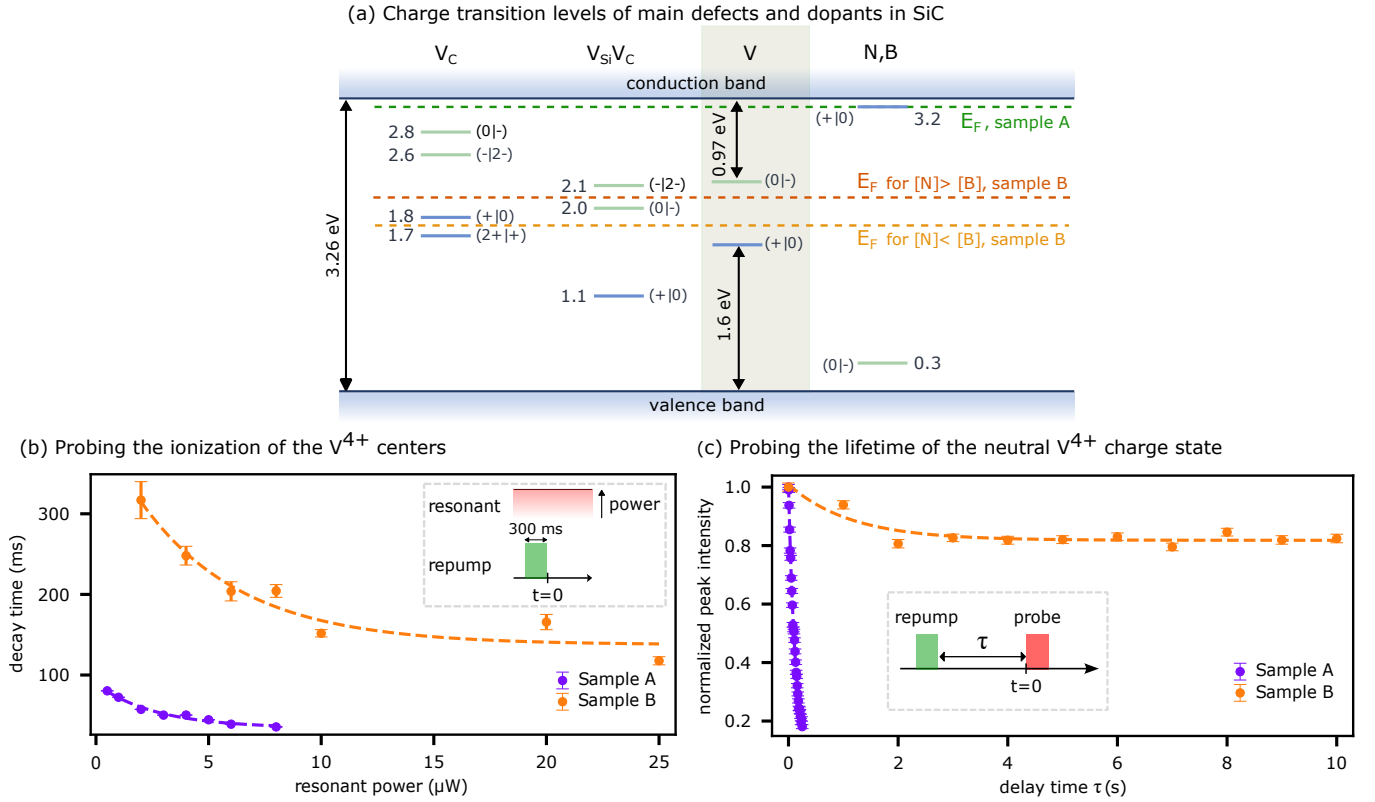 (a) Charge transition levels of main defects and dopants in SiC
V_C V_SiV_C V N,B
conduction band
3.26 eV
2.8 (0|-)
2.6 (-|2-)
1.8 (+|0)
1.7 (2+|+)
2.1 (-|2-)
2.0 (0|-)
1.1 (+|0)
0.97 eV
(0|-)
(+|0)
1.6 eV
(+|0) 3.2
E_F, sample A
E_F for [N]> [B], sample B
E_F for [N]< [B], sample B
(0|-) 0.3
valence band
(b) Probing the ionization of the V⁴⁺ centers
decay time (ms)
300
200
100
resonant
power
300 ms
repump
t=0
Sample A
Sample B
0 5 10 15 20 25
resonant power (μW)
(c) Probing the lifetime of the neutral V⁴⁺ charge state
normalized peak intensity
1.0
0.8
0.6
0.4
0.2
repump probe
τ
t=0
Sample A
Sample B
0 2 4 6 8 10
delay time τ(s)